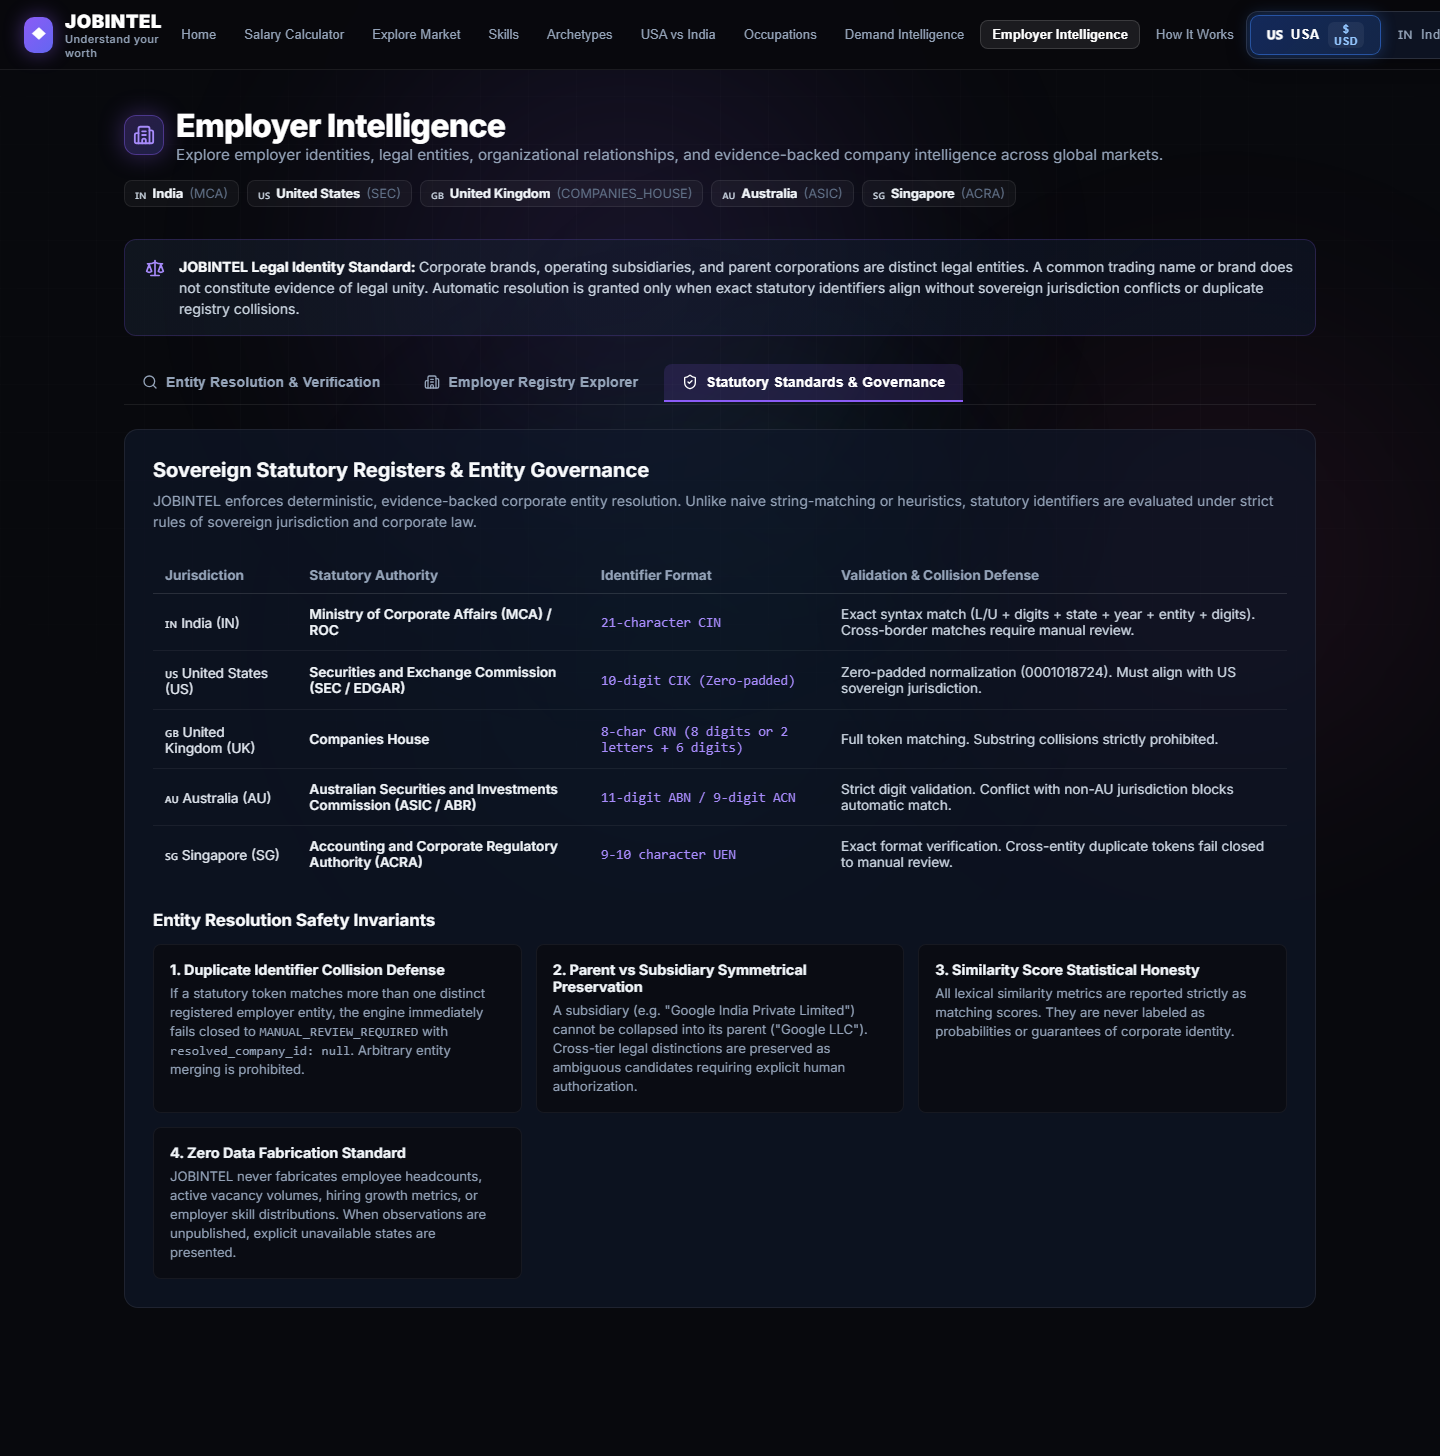 JOBINTEL
Understand your
worth
Home
Salary Calculator
Explore Market
Skills
Archetypes
USA vs India
Occupations
Demand Intelligence
Employer Intelligence
How It Works
US USA $
USD
IN Ind
Employer Intelligence
Explore employer identities, legal entities, organizational relationships, and evidence-backed company intelligence across global markets.
IN India (MCA)
US United States (SEC)
GB United Kingdom (COMPANIES_HOUSE)
AU Australia (ASIC)
SG Singapore (ACRA)
JOBINTEL Legal Identity Standard: Corporate brands, operating subsidiaries, and parent corporations are distinct legal entities. A common trading name or brand does
not constitute evidence of legal unity. Automatic resolution is granted only when exact statutory identifiers align without sovereign jurisdiction conflicts or duplicate
registry collisions.
Entity Resolution & Verification
Employer Registry Explorer
Statutory Standards & Governance
Sovereign Statutory Registers & Entity Governance
JOBINTEL enforces deterministic, evidence-backed corporate entity resolution. Unlike naive string-matching or heuristics, statutory identifiers are evaluated under strict
rules of sovereign jurisdiction and corporate law.
Jurisdiction
Statutory Authority
Identifier Format
Validation & Collision Defense
IN India (IN)
Ministry of Corporate Affairs (MCA) /
ROC
21-character CIN
Exact syntax match (L/U + digits + state + year + entity + digits).
Cross-border matches require manual review.
US United States
(US)
Securities and Exchange Commission
(SEC / EDGAR)
10-digit CIK (Zero-padded)
Zero-padded normalization (0001018724). Must align with US
sovereign jurisdiction.
GB United
Kingdom (UK)
Companies House
8-char CRN (8 digits or 2
letters + 6 digits)
Full token matching. Substring collisions strictly prohibited.
AU Australia (AU)
Australian Securities and Investments
Commission (ASIC / ABR)
11-digit ABN / 9-digit ACN
Strict digit validation. Conflict with non-AU jurisdiction blocks
automatic match.
SG Singapore (SG)
Accounting and Corporate Regulatory
Authority (ACRA)
9-10 character UEN
Exact format verification. Cross-entity duplicate tokens fail closed
to manual review.
Entity Resolution Safety Invariants
1. Duplicate Identifier Collision Defense
If a statutory token matches more than one distinct
registered employer entity, the engine immediately
fails closed to MANUAL_REVIEW_REQUIRED with
resolved_company_id: null. Arbitrary entity
merging is prohibited.
2. Parent vs Subsidiary Symmetrical
Preservation
A subsidiary (e.g. "Google India Private Limited")
cannot be collapsed into its parent ("Google LLC").
Cross-tier legal distinctions are preserved as
ambiguous candidates requiring explicit human
authorization.
3. Similarity Score Statistical Honesty
All lexical similarity metrics are reported strictly as
matching scores. They are never labeled as
probabilities or guarantees of corporate identity.
4. Zero Data Fabrication Standard
JOBINTEL never fabricates employee headcounts,
active vacancy volumes, hiring growth metrics, or
employer skill distributions. When observations are
unpublished, explicit unavailable states are
presented.